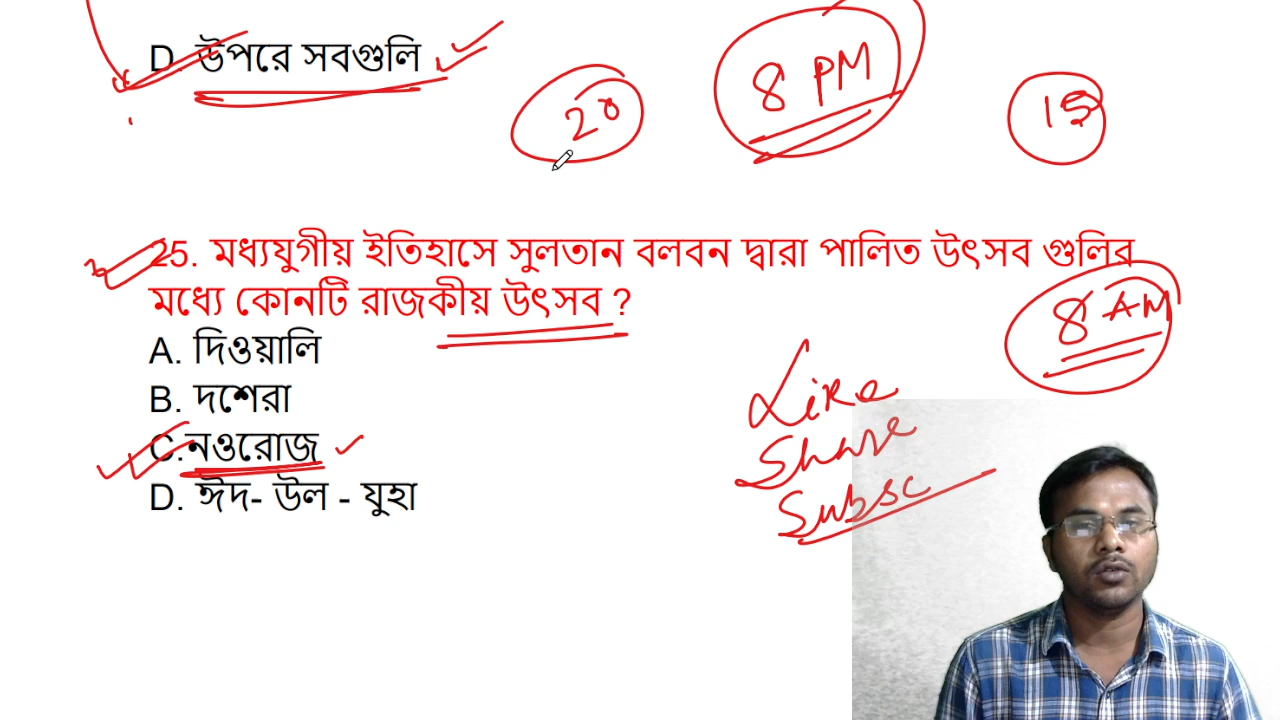 D. উপরে সবগুলি
20
8 PM
15
25. মধ্যযুগীয় ইতিহাসে সুলতান বলবন দ্বারা পালিত উৎসব গুলির
মধ্যে কোনটি রাজকীয় উৎসব ?
8 AM
A. দিওয়ালি
B. দশেরা
C.নওরোজ
D. ঈদ- উল - যুহা
Like
Share
Subsc